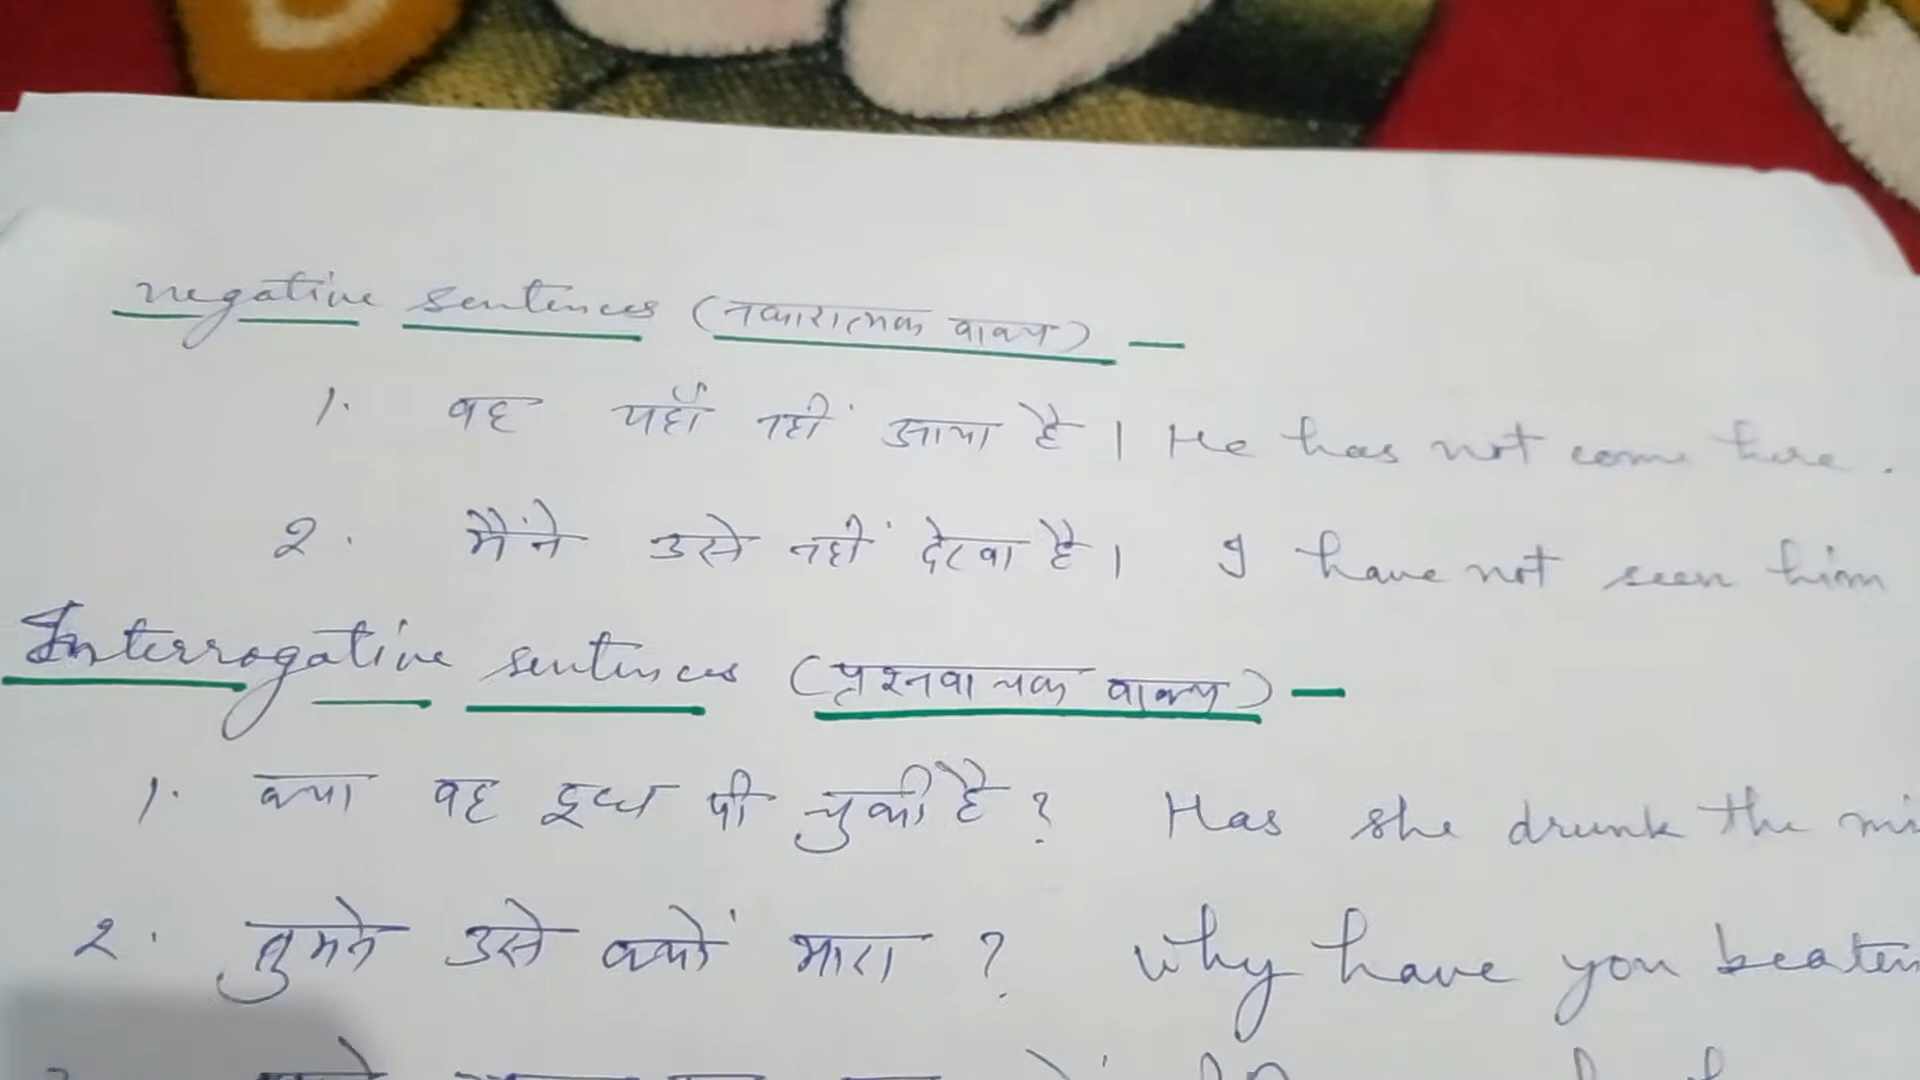 negative sentences (नकारात्मक वाक्य) —
1. वह यहाँ नहीं आया है। He has not come here.
2. मैंने उसे नहीं देखा है। I have not seen him
Interrogative sentences (प्रश्नवाचक वाक्य) —
1. क्या वह दूध पी चुकी है? Has she drunk the mi
2. तुमने उसे क्यों मारा? Why have you beaten